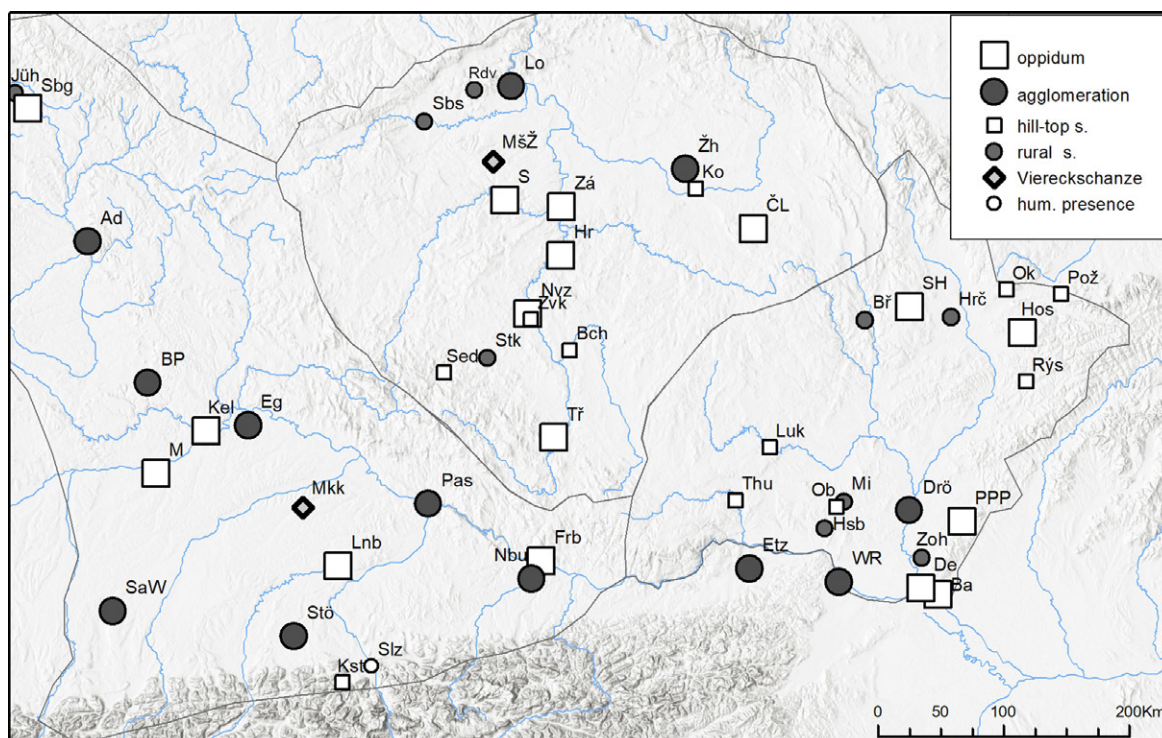 Jüh
Sbg
Rdv
Lo
Sbs
MšŽ
Žh
Ko
S
Zá
ČL
Ad
Hr
Nvz
Zvk
Bch
Stk
Sed
Tř
Ok
Pož
SH
Hrč
Bř
Hos
Rýs
BP
Kel
Eg
M
Luk
Mkk
Pas
Thu
Ob
Mi
Hsb
Drö
PPP
Zoh
Lnb
Nbu
Frb
Etz
WR
De
Ba
SaW
Stö
Kst
Slz
oppidum
agglomeration
hill-top s.
rural s.
Viereckschanze
hum. presence
0 50 100 200Km